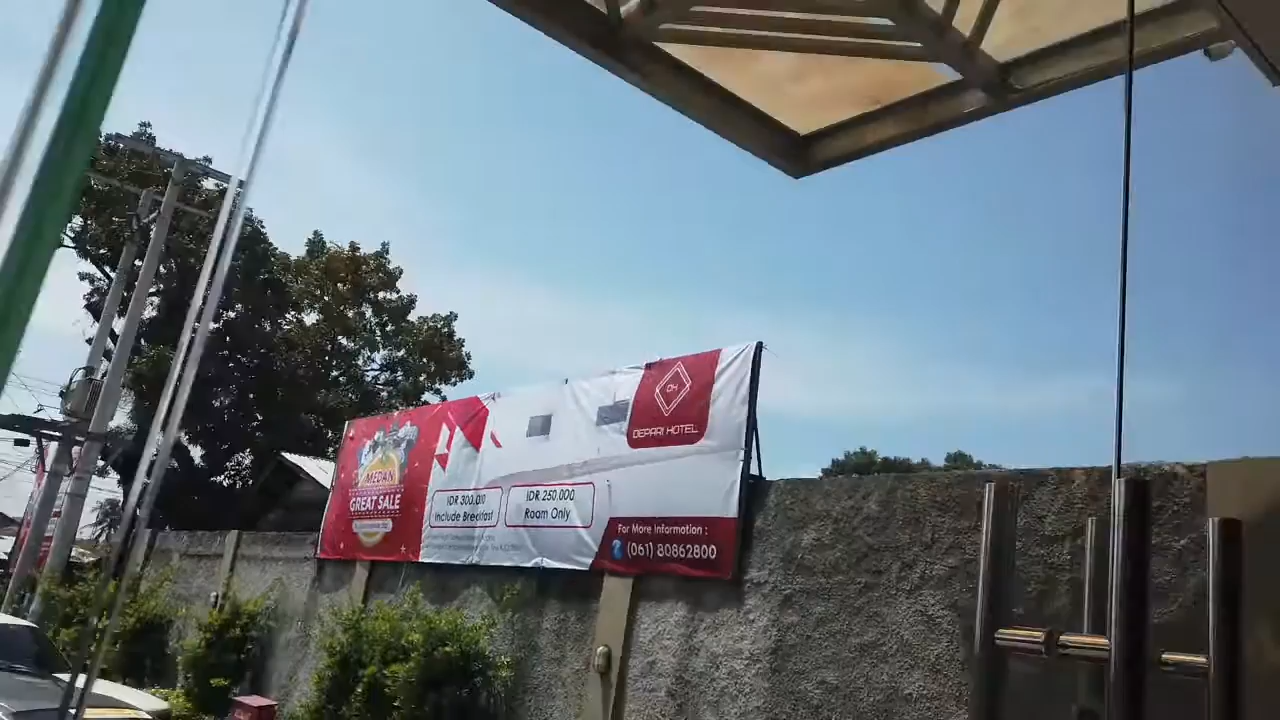 MEDAN
GREAT SALE
IDR 300.00
Include Breakfast
IDR 250.000
Room Only
DH
DEPARI HOTEL
For More Information :
(061) 80862800